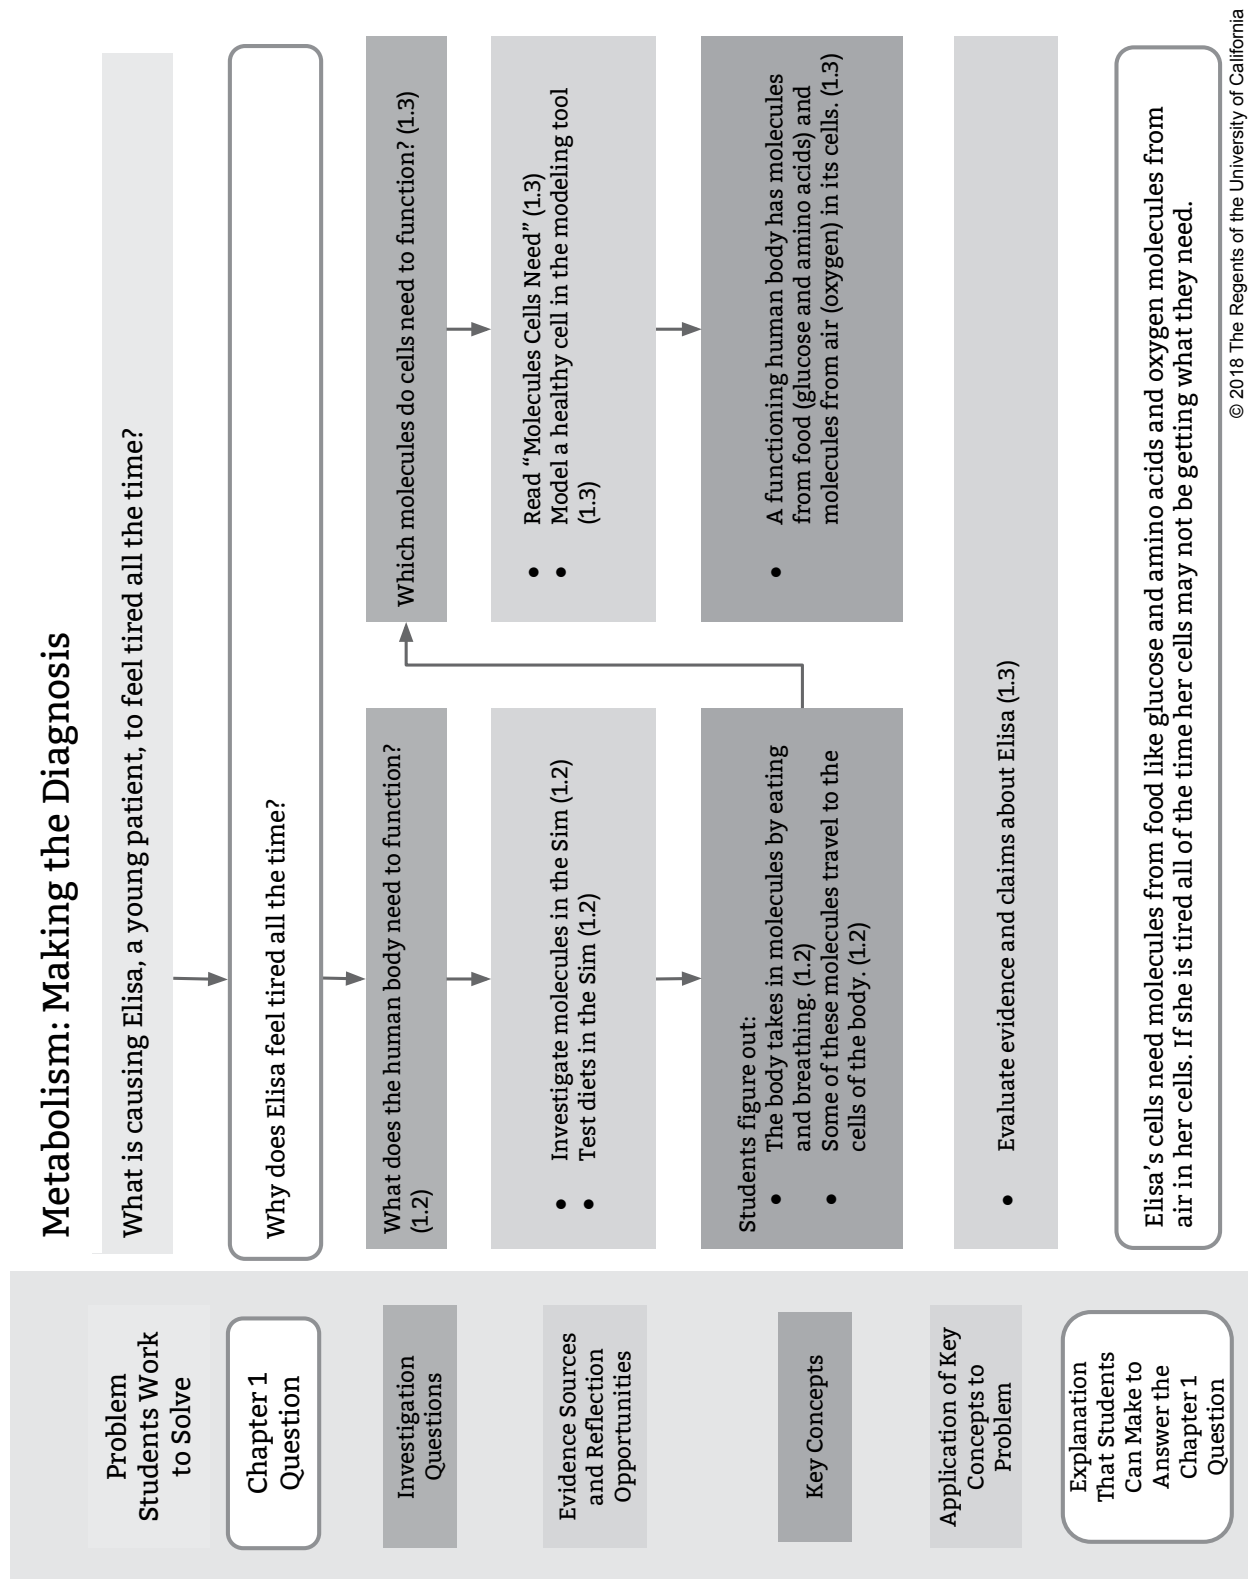 Metabolism: Making the Diagnosis
Problem
Students Work
to Solve
What is causing Elisa, a young patient, to feel tired all the time?
Chapter 1
Question
Why does Elisa feel tired all the time?
Investigation
Questions
What does the human body need to function?
(1.2)
Which molecules do cells need to function? (1.3)
Evidence Sources
and Reflection
Opportunities
• Investigate molecules in the Sim (1.2)
• Test diets in the Sim (1.2)
• Read “Molecules Cells Need” (1.3)
• Model a healthy cell in the modeling tool
(1.3)
Key Concepts
Students figure out:
• The body takes in molecules by eating
and breathing. (1.2)
• Some of these molecules travel to the
cells of the body. (1.2)
• A functioning human body has molecules
from food (glucose and amino acids) and
molecules from air (oxygen) in its cells. (1.3)
Application of Key
Concepts to
Problem
• Evaluate evidence and claims about Elisa (1.3)
Explanation
That Students
Can Make to
Answer the
Chapter 1
Question
Elisa’s cells need molecules from food like glucose and amino acids and oxygen molecules from
air in her cells. If she is tired all of the time her cells may not be getting what they need.
© 2018 The Regents of the University of California